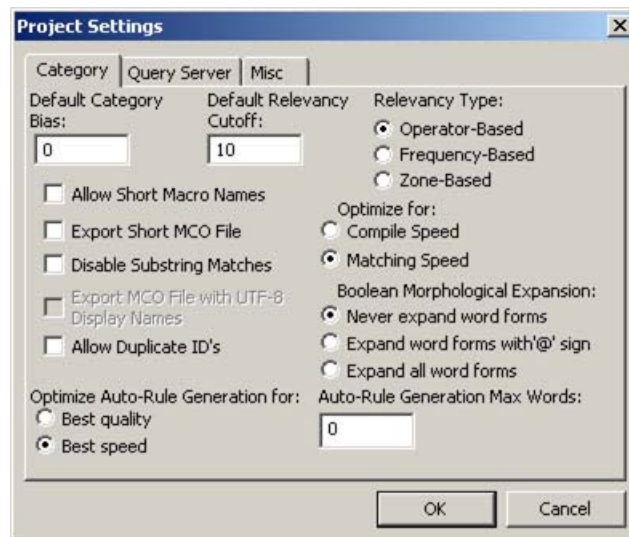 Project Settings
Category
Query Server
Misc
Default Category
Bias:
0
Default Relevancy
Cutoff:
10
Relevancy Type:
Operator-Based
Frequency-Based
Zone-Based
Allow Short Macro Names
Export Short MCO File
Disable Substring Matches
Export MCO File with UTF-8
Display Names
Allow Duplicate ID's
Optimize for:
Compile Speed
Matching Speed
Boolean Morphological Expansion:
Never expand word forms
Expand word forms with'@' sign
Expand all word forms
Optimize Auto-Rule Generation for:
Best quality
Best speed
Auto-Rule Generation Max Words:
0
OK
Cancel